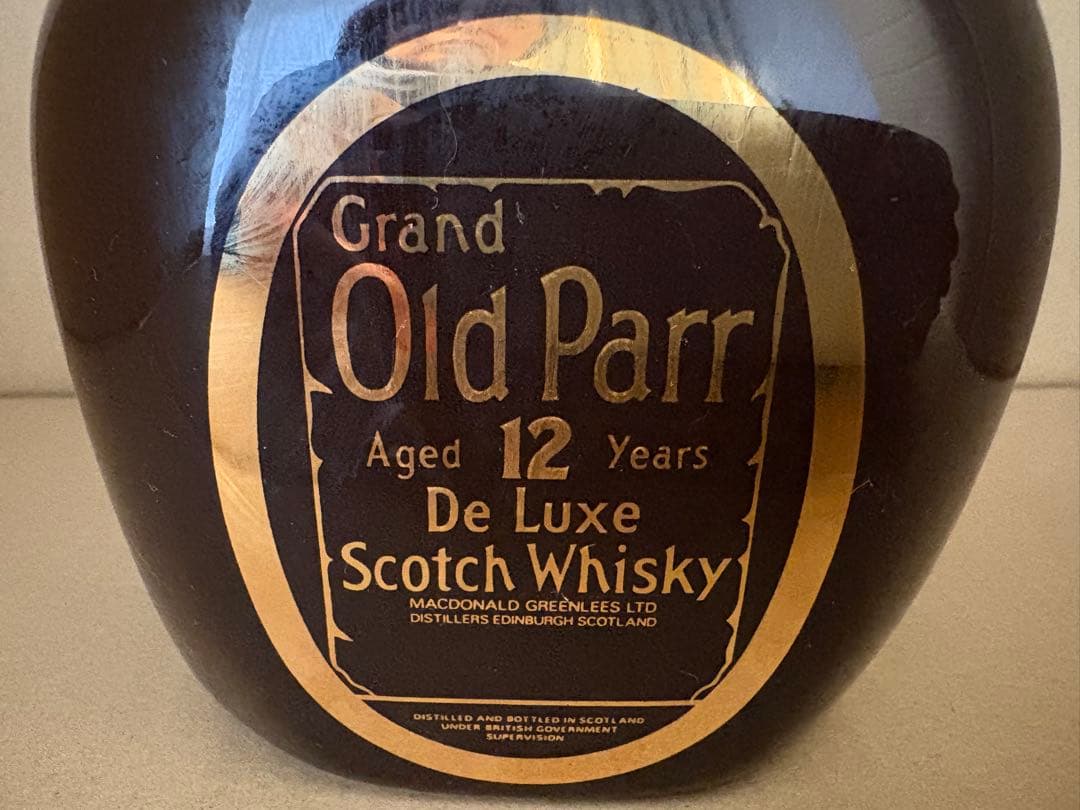 Grand
Old Parr
Aged 12 Years
De Luxe
Scotch Whisky
MACDONALD GREENLEES LTD
DISTILLERS EDINBURGH SCOTLAND
DISTILLED AND BOTTLED IN SCOTLAND
UNDER BRITISH GOVERNMENT
SUPERVISION